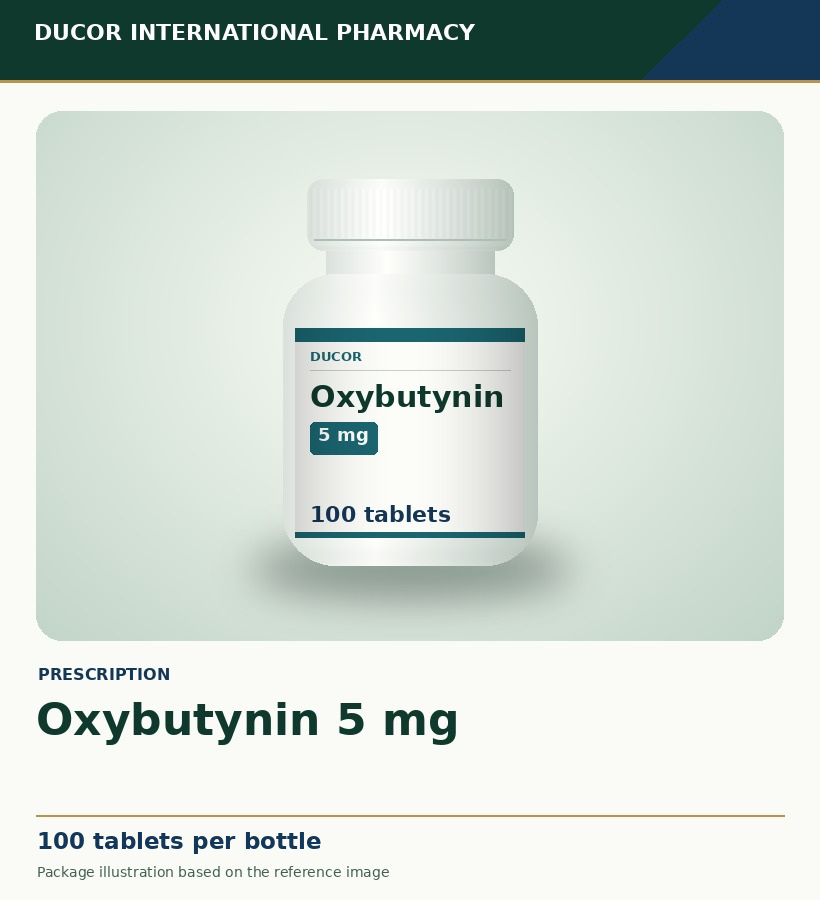 DUCOR INTERNATIONAL PHARMACY
DUCOR
Oxybutynin
5 mg
100 tablets
PRESCRIPTION
Oxybutynin 5 mg
100 tablets per bottle
Package illustration based on the reference image